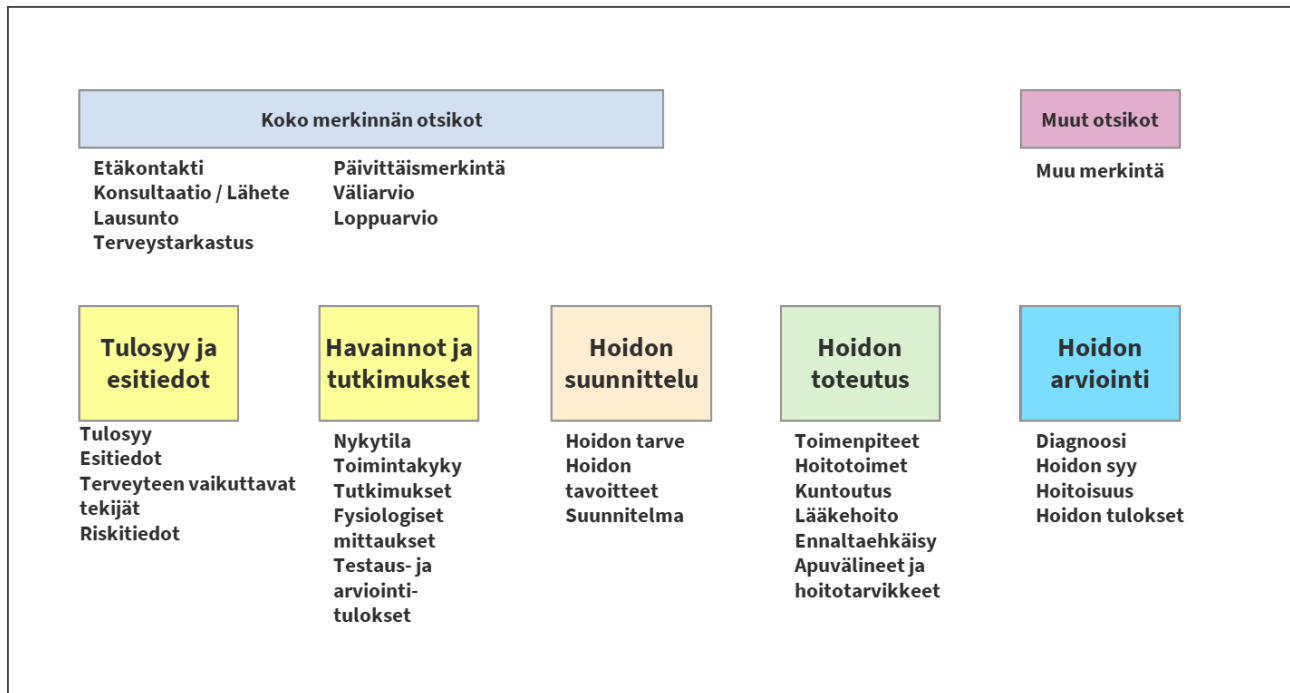 Koko merkinnän otsikot
Etäkontakti
Konsultaatio / Lähete
Lausunto
Terveystarkastus
Päivittäismerkintä
Väliarvio
Loppuarvio
Muut otsikot
Muu merkintä
Tulosyy ja
esitiedot
Tulosyy
Esitiedot
Terveyteen vaikuttavat
tekijät
Riskitiedot
Havainnot ja
tutkimukset
Nykytila
Toimintakyky
Tutkimukset
Fysiologiset
mittaukset
Testaus- ja
arviointi-
tulokset
Hoidon
suunnittelu
Hoidon tarve
Hoidon
tavoitteet
Suunnitelma
Hoidon
toteutus
Toimenpiteet
Hoitotoimet
Kuntoutus
Lääkehoito
Ennaltaehkäisy
Apuvälineet ja
hoitotarvikkeet
Hoidon
arviointi
Diagnoosi
Hoidon syy
Hoitoisuus
Hoidon tulokset